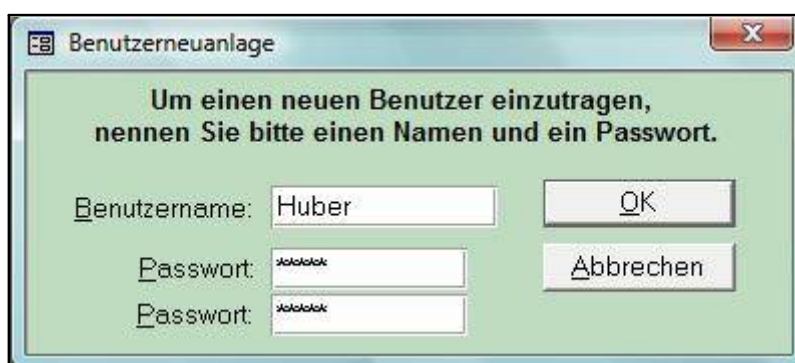 Benutzerneuanlage
Um einen neuen Benutzer einzutragen,
nennen Sie bitte einen Namen und ein Passwort.
Benutzername: Huber OK
Passwort: ***** Abbrechen
Passwort: *****